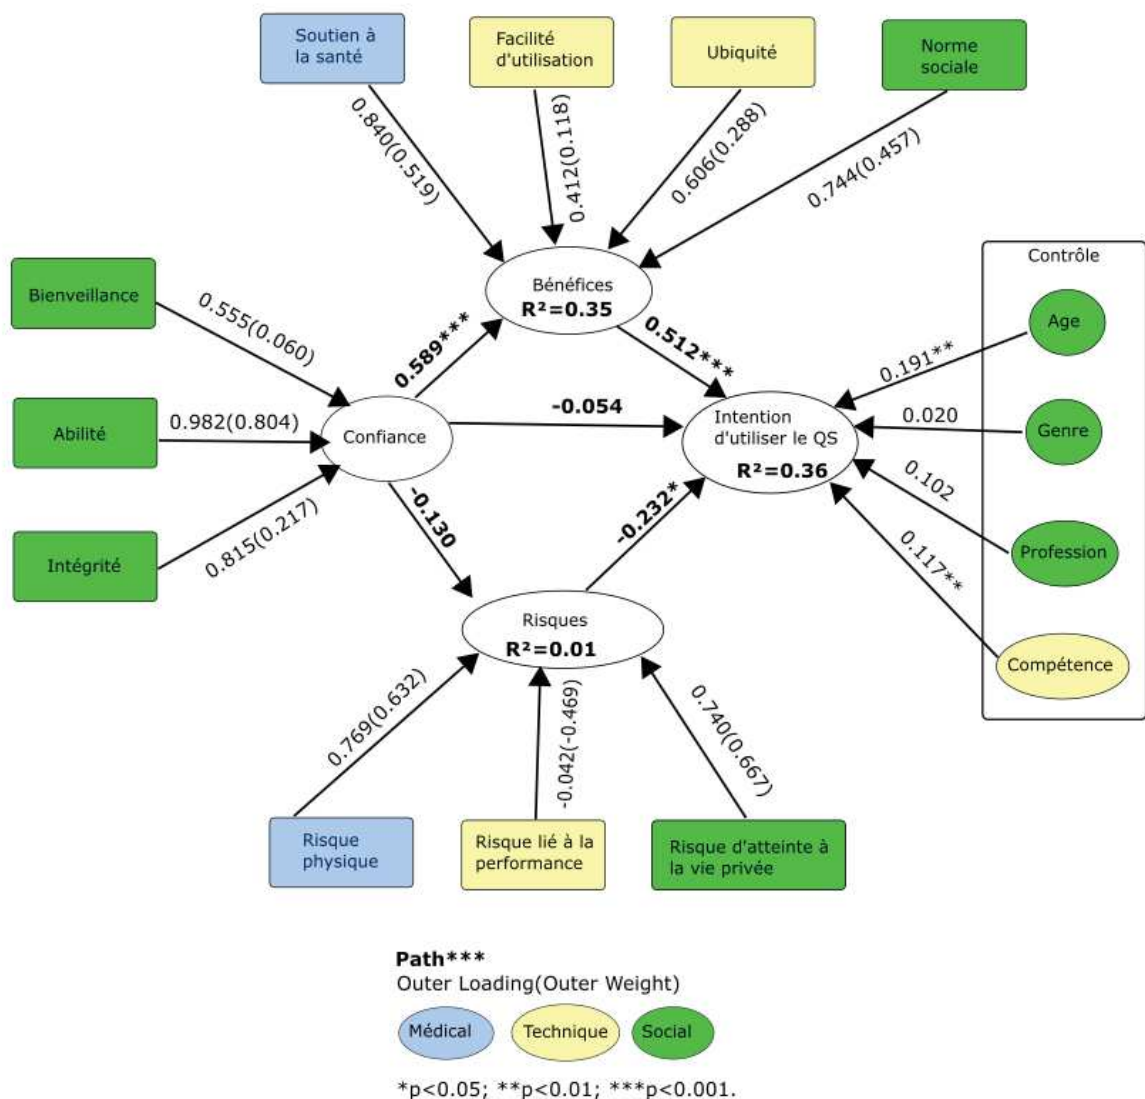 Soutien à
la santé
Facilité
d'utilisation
Ubiquité
Norme
sociale
0.840(0.519)
0.412(0.118)
0.606(0.288)
0.744(0.457)
Contrôle
Bienveillance
0.555(0.060)
Bénéfices
R²=0.35
Age
0.589***
0.512***
0.191**
Abilité
0.982(0.804)
Confiance
-0.054
Intention
d'utiliser le QS
R²=0.36
0.020
Genre
0.102
Intégrité
0.815(0.217)
-0.130
-0.232*
Profession
0.117**
Risques
R²=0.01
Compétence
0.769(0.632)
-0.042(-0.469)
0.740(0.667)
Risque
physique
Risque lié à la
performance
Risque d'atteinte à
la vie privée
Path***
Outer Loading(Outer Weight)
Médical
Technique
Social
*p<0.05; **p<0.01; ***p<0.001.